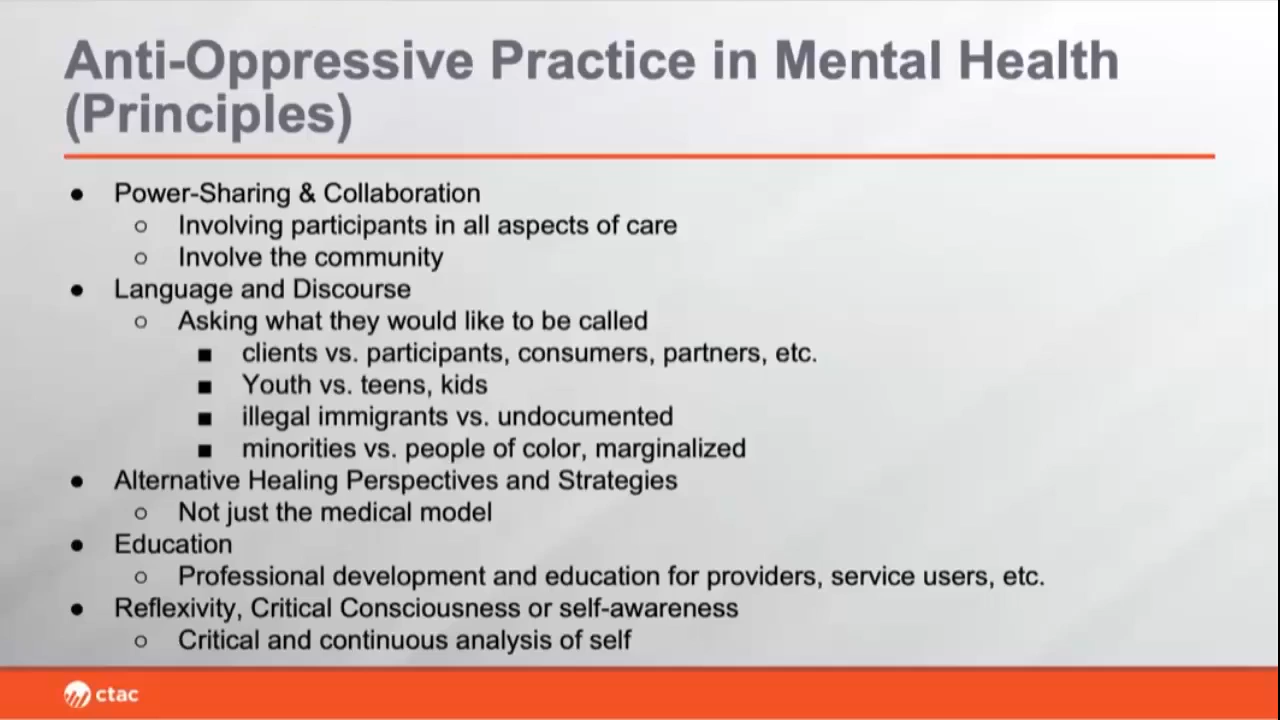 Anti-Oppressive Practice in Mental Health
(Principles)
● Power-Sharing & Collaboration
○ Involving participants in all aspects of care
○ Involve the community
● Language and Discourse
○ Asking what they would like to be called
■ clients vs. participants, consumers, partners, etc.
■ Youth vs. teens, kids
■ illegal immigrants vs. undocumented
■ minorities vs. people of color, marginalized
● Alternative Healing Perspectives and Strategies
○ Not just the medical model
● Education
○ Professional development and education for providers, service users, etc.
● Reflexivity, Critical Consciousness or self-awareness
○ Critical and continuous analysis of self
ctac